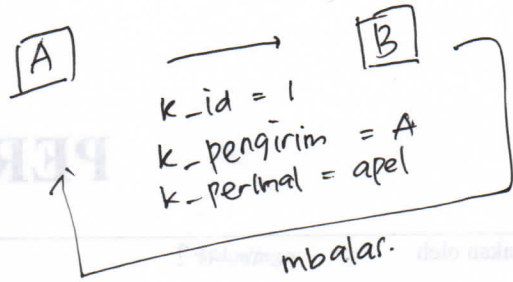 A
B
k_id = 1
k_pengirim = A
k_perlmal = apel
mbalas.